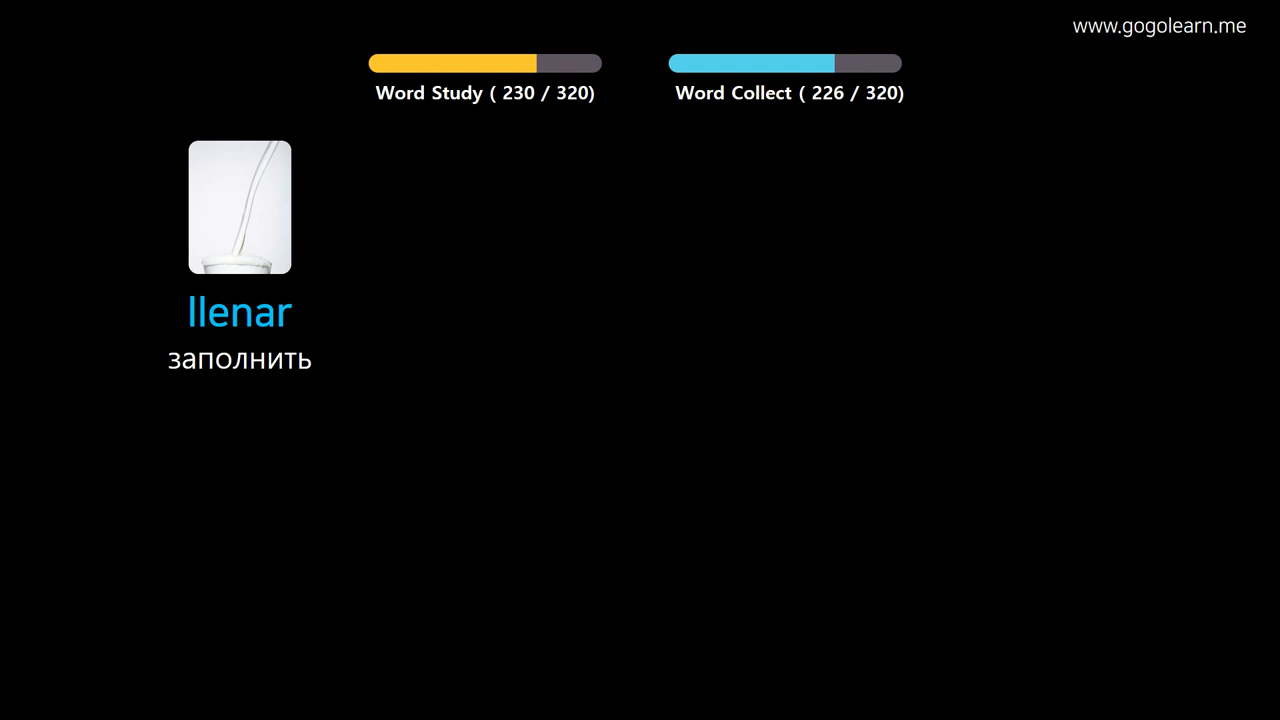 www.gogolearn.me
Word Study ( 230 / 320)
Word Collect ( 226 / 320)
llenar
заполнить